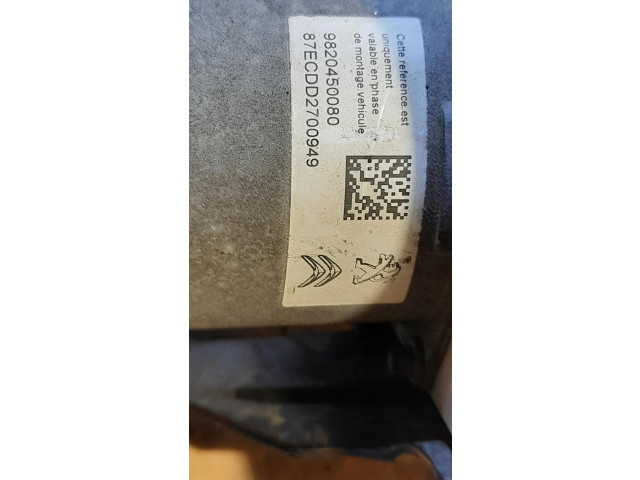 Cette reference est
uniquement
valable en phase
de montage vehicule
9820450080
87ECDD2700949